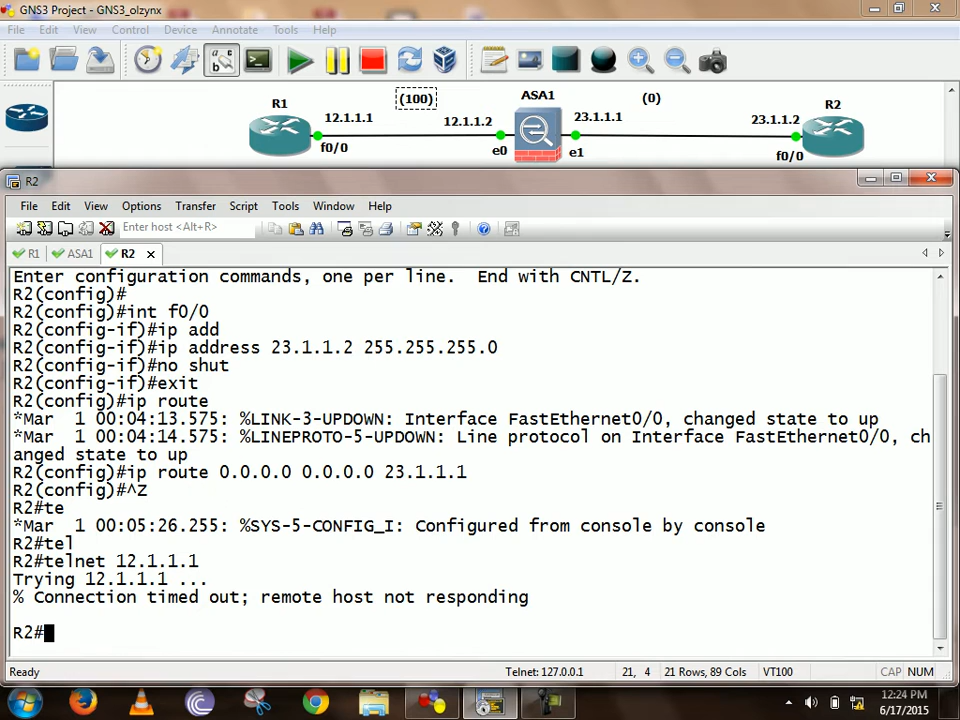 GNS3 Project - GNS3_olzynx
File Edit View Control Device Annotate Tools Help
R1
(100)
ASA1
(0)
R2
12.1.1.1
12.1.1.2
23.1.1.1
23.1.1.2
f0/0
e0
e1
f0/0
R2
File Edit View Options Transfer Script Tools Window Help
Enter host <Alt+R>
R1 ASA1 R2
Enter configuration commands, one per line.  End with CNTL/Z.
R2(config)#
R2(config)#int f0/0
R2(config-if)#ip add
R2(config-if)#ip address 23.1.1.2 255.255.255.0
R2(config-if)#no shut
R2(config-if)#exit
R2(config)#ip route
*Mar  1 00:04:13.575: %LINK-3-UPDOWN: Interface FastEthernet0/0, changed state to up
*Mar  1 00:04:14.575: %LINEPROTO-5-UPDOWN: Line protocol on Interface FastEthernet0/0, ch
anged state to up
R2(config)#ip route 0.0.0.0 0.0.0.0 23.1.1.1
R2(config)#^Z
R2#te
*Mar  1 00:05:26.255: %SYS-5-CONFIG_I: Configured from console by console
R2#tel
R2#telnet 12.1.1.1
Trying 12.1.1.1 ...
% Connection timed out; remote host not responding
R2#
Ready Telnet: 127.0.0.1 21, 4 21 Rows, 89 Cols VT100 CAP NUM
12:24 PM
6/17/2015